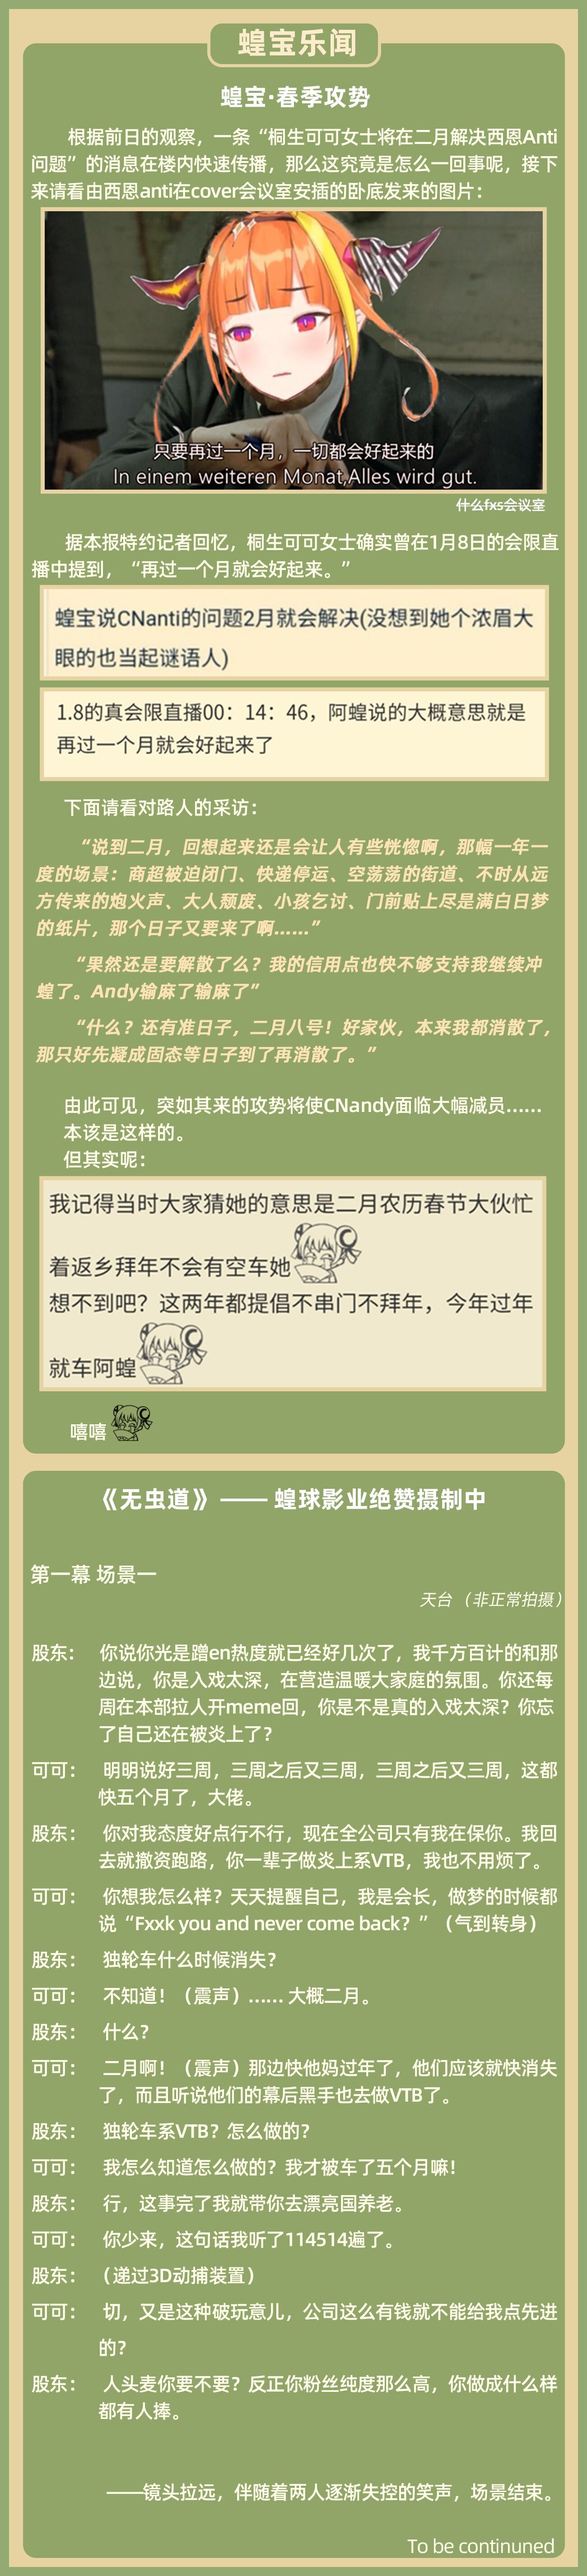 蝗宝乐闻
蝗宝·春季攻势
根据前日的观察，一条“桐生可可女士将在二月解决西恩Anti
问题”的消息在楼内快速传播，那么这究竟是怎么一回事呢，接下
来请看由西恩anti在cover会议室安插的卧底发来的图片：
只要再过一个月，一切都会好起来的
In einem weiteren Monat,Alles wird gut.
什么fxs会议室
据本报特约记者回忆，桐生可可女士确实曾在1月8日的会限直
播中提到，“再过一个月就会好起来。”
蝗宝说CNanti的问题2月就会解决(没想到她个浓眉大
眼的也当起谜语人)
1.8的真会限直播00：14：46，阿蝗说的大概意思就是
再过一个月就会好起来了
下面请看对路人的采访：
“说到二月，回想起来还是会让人有些恍惚啊，那幅一年一
度的场景：商超被迫闭门、快递停运、空荡荡的街道、不时从远
方传来的炮火声、大人颓废、小孩乞讨、门前贴上尽是满白日梦
的纸片，那个日子又要来了啊……”
“果然还是要解散了么？我的信用点也快不够支持我继续冲
蝗了。Andy输麻了输麻了”
“什么？还有准日子，二月八号！好家伙，本来我都消散了，
那只好先凝成固态等日子到了再消散了。”
由此可见，突如其来的攻势将使CNandy面临大幅减员……
本该是这样的。
但其实呢：
我记得当时大家猜她的意思是二月农历春节大伙忙
着返乡拜年不会有空车她
想不到吧？这两年都提倡不串门不拜年，今年过年
就车阿蝗
嘻嘻
《无虫道》—— 蝗球影业绝赞摄制中
第一幕 场景一
天台（非正常拍摄）
股东： 你说你光是蹭en热度就已经好几次了，我千方百计的和那
边说，你是入戏太深，在营造温暖大家庭的氛围。你还每
周在本部拉人开meme回，你是不是真的入戏太深？你忘
了自己还在被炎上了？
可可： 明明说好三周，三周之后又三周，三周之后又三周，这都
快五个月了，大佬。
股东： 你对我态度好点行不行，现在全公司只有我在保你。我回
去就撤资跑路，你一辈子做炎上系VTB，我也不用烦了。
可可： 你想我怎么样？天天提醒自己，我是会长，做梦的时候都
说“Fxxk you and never come back？”（气到转身）
股东： 独轮车什么时候消失？
可可： 不知道！（震声）…… 大概二月。
股东： 什么？
可可： 二月啊！（震声）那边快他妈过年了，他们应该就快消失
了，而且听说他们的幕后黑手也去做VTB了。
股东： 独轮车系VTB？怎么做的？
可可： 我怎么知道怎么做的？我才被车了五个月嘛！
股东： 行，这事完了我就带你去漂亮国养老。
可可： 你少来，这句话我听了114514遍了。
股东： （递过3D动捕装置）
可可： 切，又是这种破玩意儿，公司这么有钱就不能给我点先进
的？
股东： 人头麦你要不要？反正你粉丝纯度那么高，你做成什么样
都有人捧。
——镜头拉远，伴随着两人逐渐失控的笑声，场景结束。
To be continuned